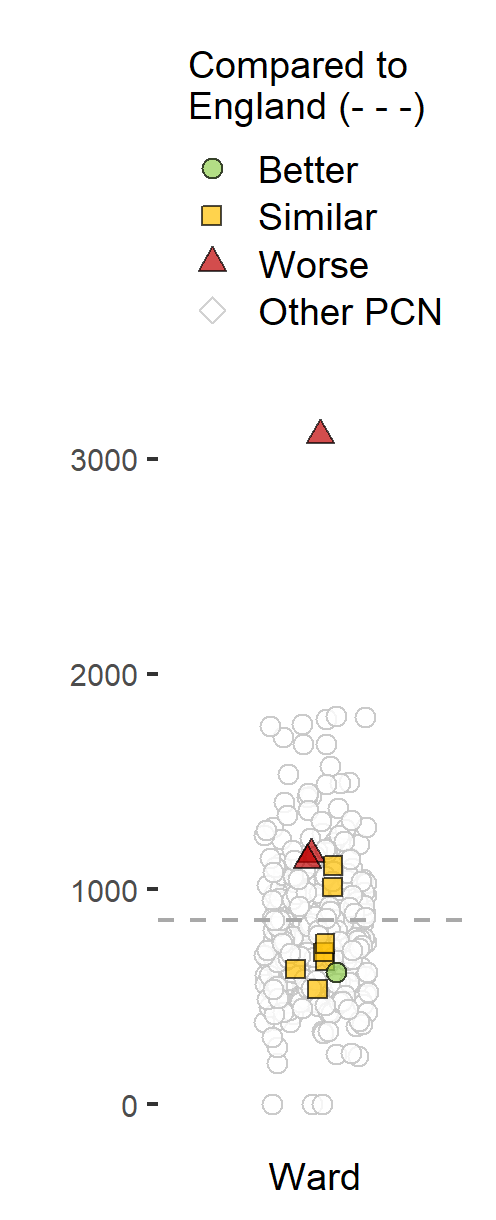 Compared to
England (- - -)
Better
Similar
Worse
Other PCN
3000
2000
1000
0
Ward